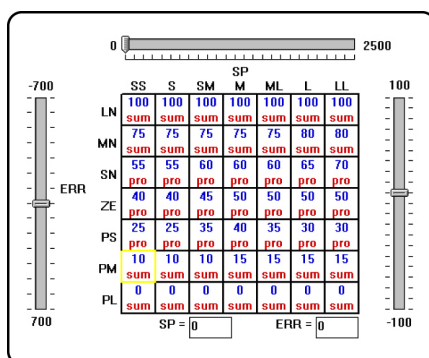 0 2500
SP
-700 SS S SM M ML L LL 100
LN 100 100 100 100 100 100 100
sum sum sum sum sum sum sum
MN 75 75 75 75 75 80 80
sum sum sum sum sum sum sum
SN 55 55 60 60 60 65 70
pro pro pro pro pro pro pro
ERR
ZE 40 40 45 50 50 50 50
pro pro pro pro pro pro pro
PS 25 25 35 40 35 30 30
pro pro pro pro pro pro pro
PM 10 10 10 15 15 15 15
sum sum sum sum sum sum sum
PL 0 0 0 0 0 0 0
sum sum sum sum sum sum sum
700 -100
SP = 0 ERR = 0